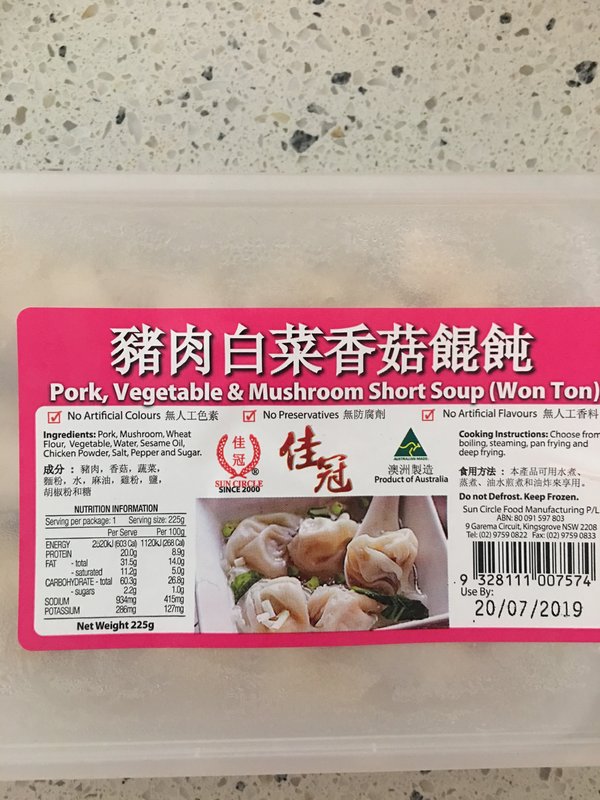 豬肉白菜香菇餛飩
Pork, Vegetable & Mushroom Short Soup (Won Ton)
No Artificial Colours 無人工色素
No Preservatives 無防腐劑
No Artificial Flavours 無人工香料
Ingredients: Pork, Mushroom, Wheat
Flour, Vegetable, Water, Sesame Oil,
Chicken Powder, Salt, Pepper and Sugar.
成分：豬肉，香菇，蔬菜，
麵粉，水，麻油，雞粉，鹽，
胡椒粉和糖
NUTRITION INFORMATION
Serving per package: 1 Serving size: 225g
Per Serve Per 100g
ENERGY 2520kJ (603 Cal) 1120kJ (268 Cal)
PROTEIN 20.0g 8.9g
FAT - total 31.5g 14.0g
- saturated 11.2g 5.0g
CARBOHYDRATE - total 60.3g 26.8g
- sugars 2.2g 1.0g
SODIUM 934mg 415mg
POTASSIUM 286mg 127mg
Net Weight 225g
佳冠
SUN CIRCLE ®
SINCE 2000
佳冠
AUSTRALIAN MADE
澳洲製造
Product of Australia
Cooking Instructions: Choose from
boiling, steaming, pan frying and
deep frying.
食用方法：本產品可用水煮、
蒸煮、油水煎煮和油炸來享用。
Do not Defrost. Keep Frozen.
Sun Circle Food Manufacturing P/L
ABN: 80 091 597 803
9 Garema Circuit, Kingsgrove NSW 2208
Tel: (02) 9759 0822 Fax: (02) 9759 0833
9 328111 007574
Use By:
20/07/2019